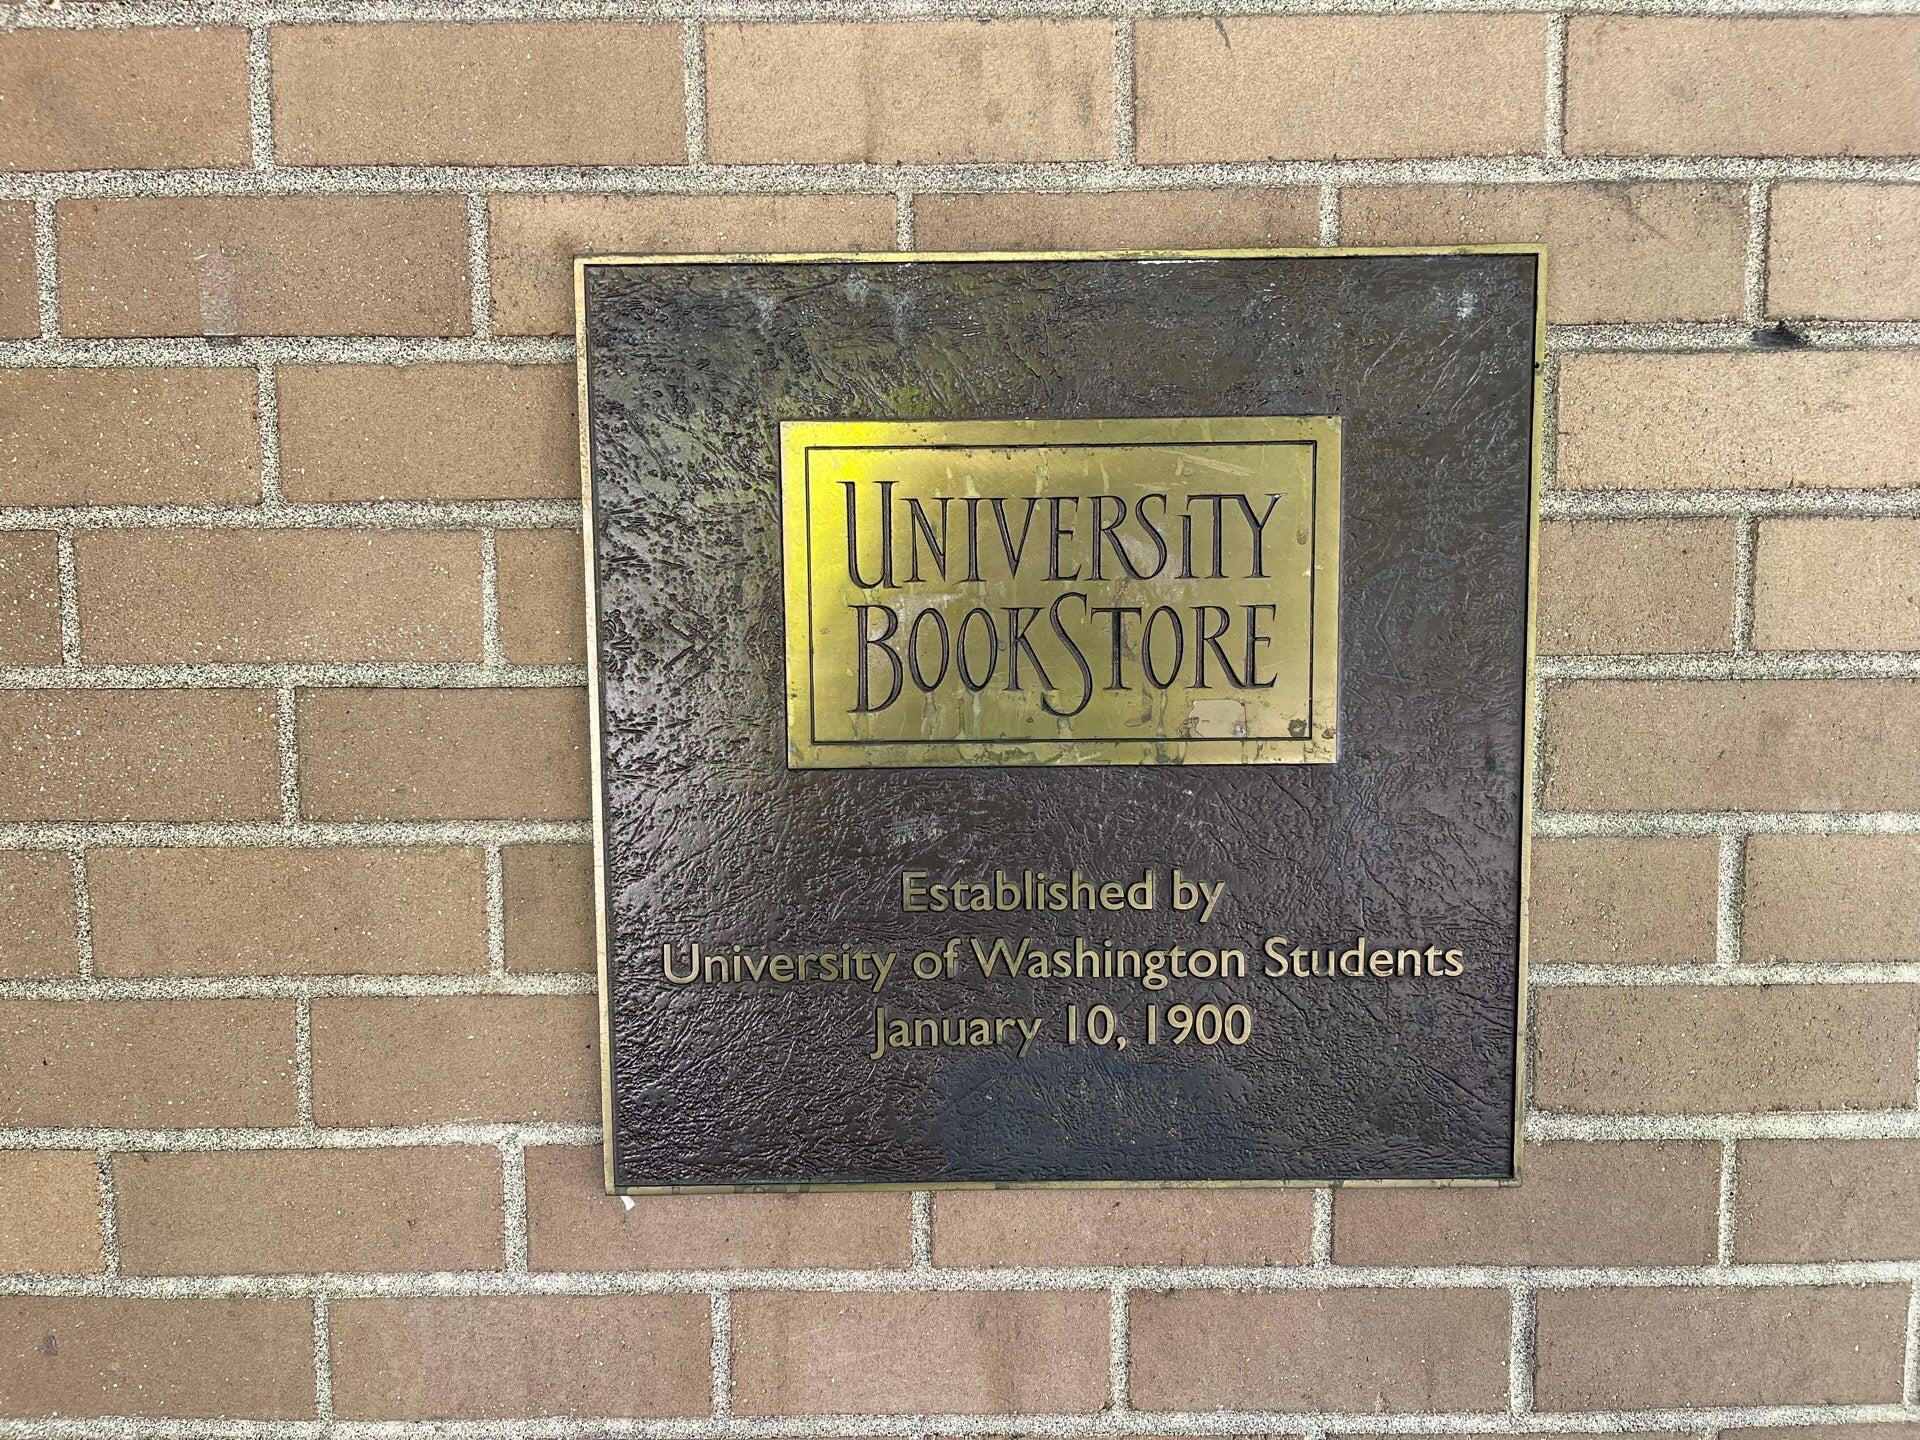 UNIVERSiTY
BOOKSTORE
Established by
University of Washington Students
January 10, 1900